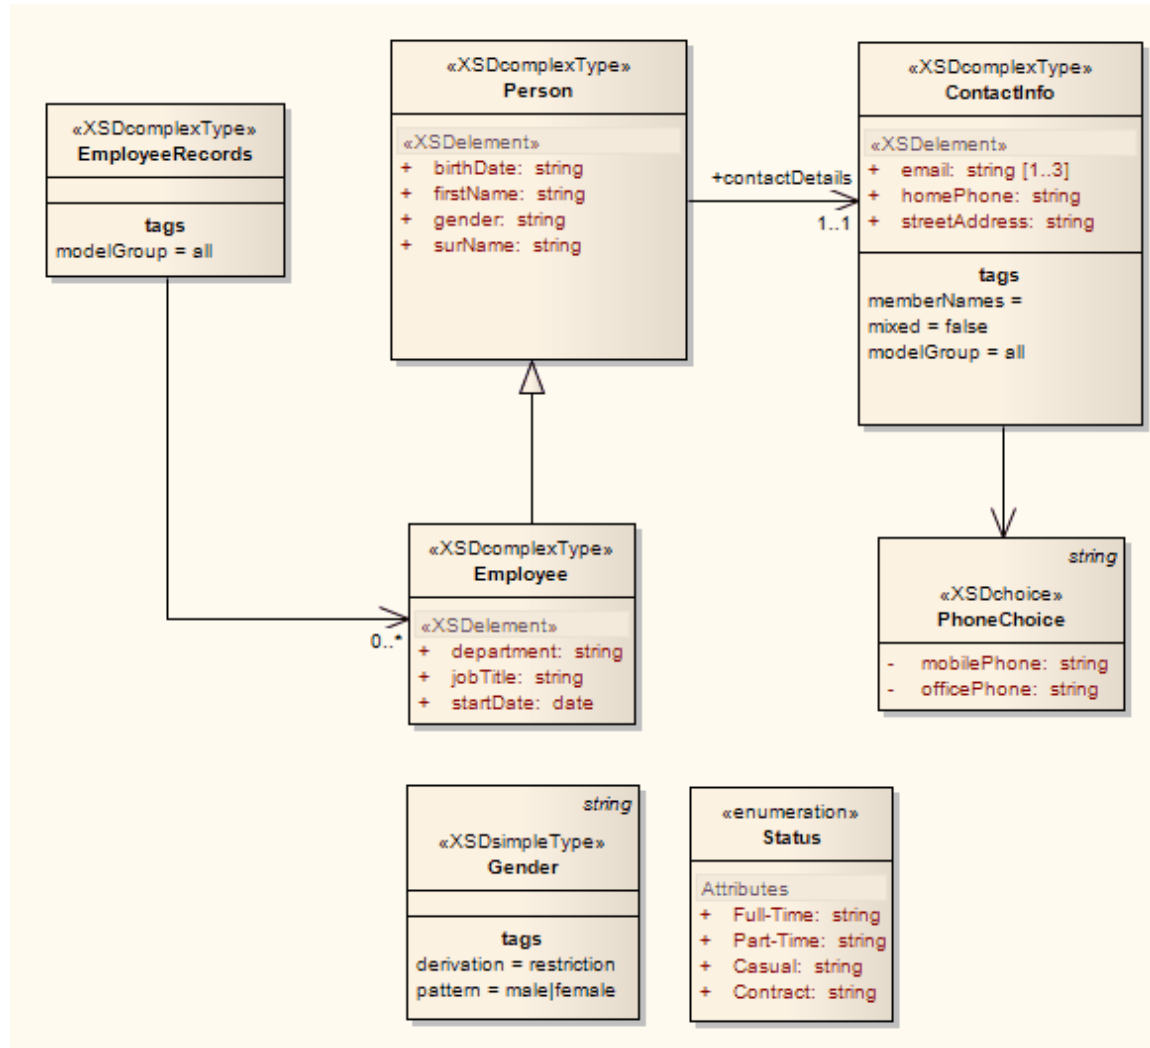 «XSDcomplexType»
EmployeeRecords
tags
modelGroup = all
«XSDcomplexType»
Person
«XSDelement»
+ birthDate: string
+ firstName: string
+ gender: string
+ surName: string
+contactDetails
1..1
«XSDcomplexType»
ContactInfo
«XSDelement»
+ email: string [1..3]
+ homePhone: string
+ streetAddress: string
tags
memberNames =
mixed = false
modelGroup = all
0..*
«XSDcomplexType»
Employee
«XSDelement»
+ department: string
+ jobTitle: string
+ startDate: date
string
«XSDchoice»
PhoneChoice
- mobilePhone: string
- officePhone: string
string
«XSDsimpleType»
Gender
tags
derivation = restriction
pattern = male|female
«enumeration»
Status
Attributes
+ Full-Time: string
+ Part-Time: string
+ Casual: string
+ Contract: string